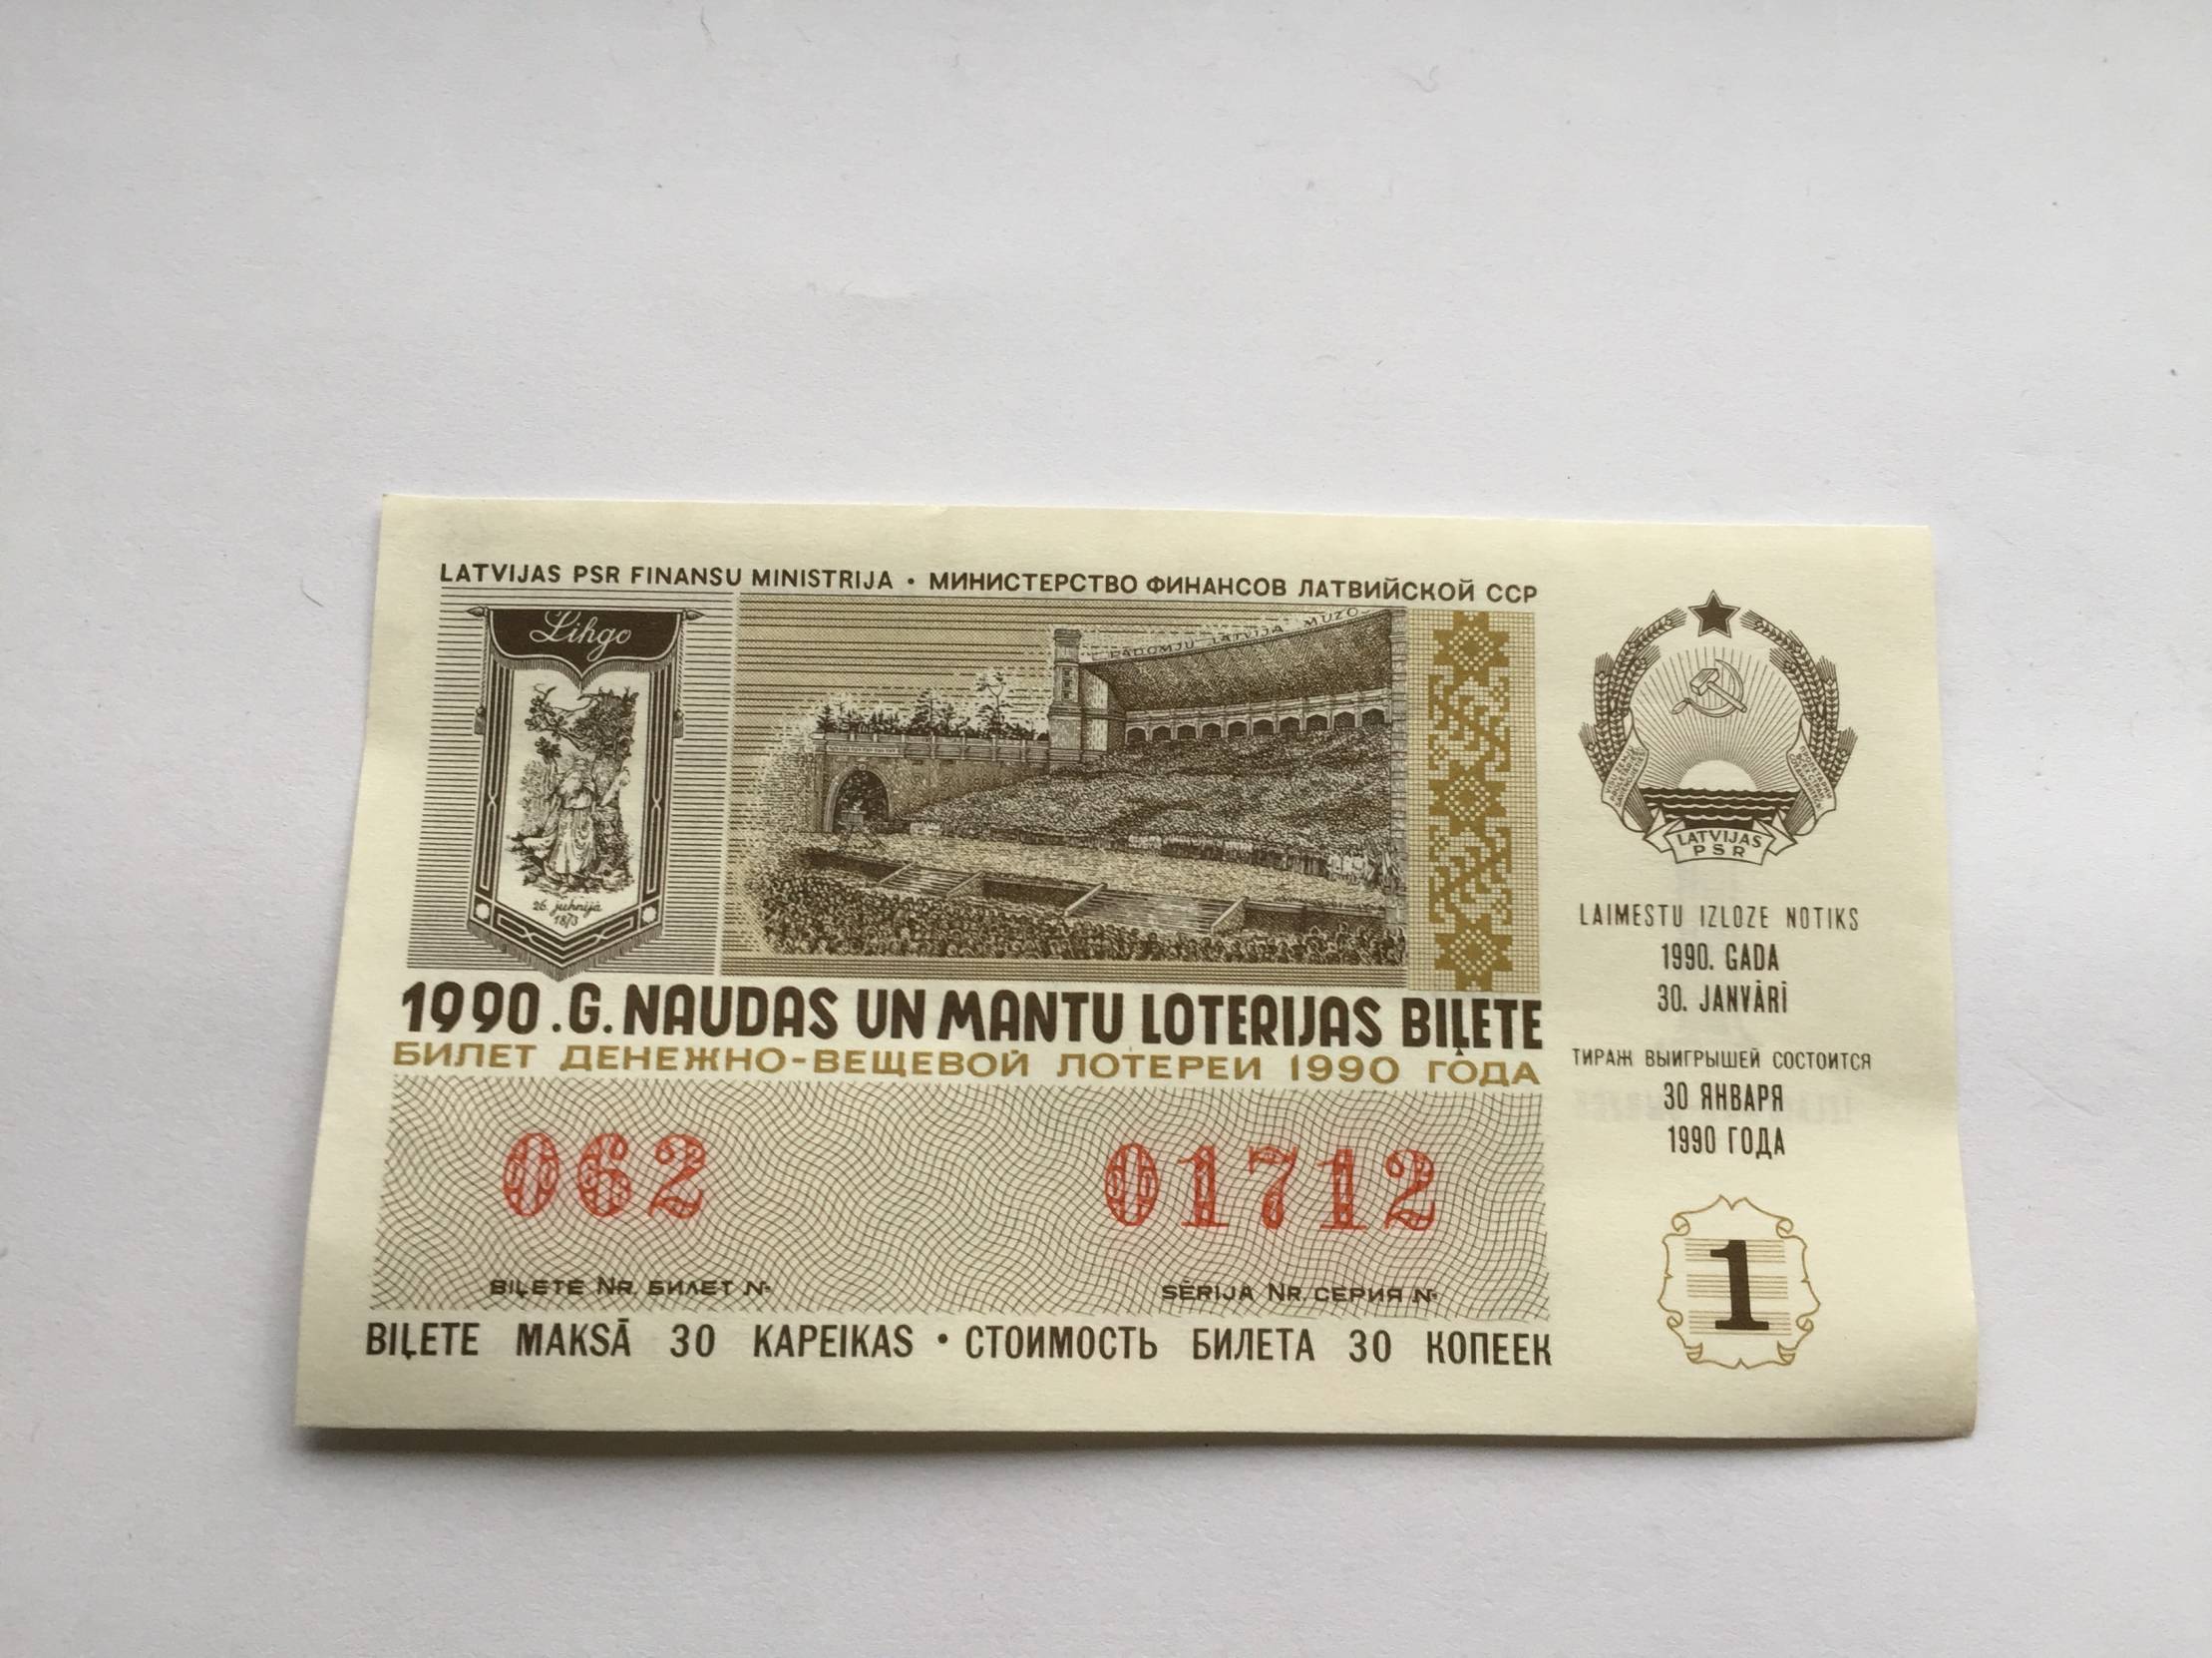 LATVIJAS PSR FINANSU MINISTRIJA • МИНИСТЕРСТВО ФИНАНСОВ ЛАТВИЙСКОЙ ССР
Lihgo
26. juhnijâ
1873
PADOMJU LATVIJA MUZO
1990.G. NAUDAS UN MANTU LOTERIJAS BIĻETE
БИЛЕТ ДЕНЕЖНО-ВЕЩЕВОЙ ЛОТЕРЕИ 1990 ГОДА
062 01712
BIĻETE NR. БИЛЕТ № SĒRIJA NR. СЕРИЯ №
BIĻETE MAKSĀ 30 KAPEIKAS • СТОИМОСТЬ БИЛЕТА 30 КОПЕЕК
LATVIJAS
PSR
LAIMESTU IZLOZE NOTIKS
1990. GADA
30. JANVĀRĪ
ТИРАЖ ВЫИГРЫШЕЙ СОСТОИТСЯ
30 ЯНВАРЯ
1990 ГОДА
1